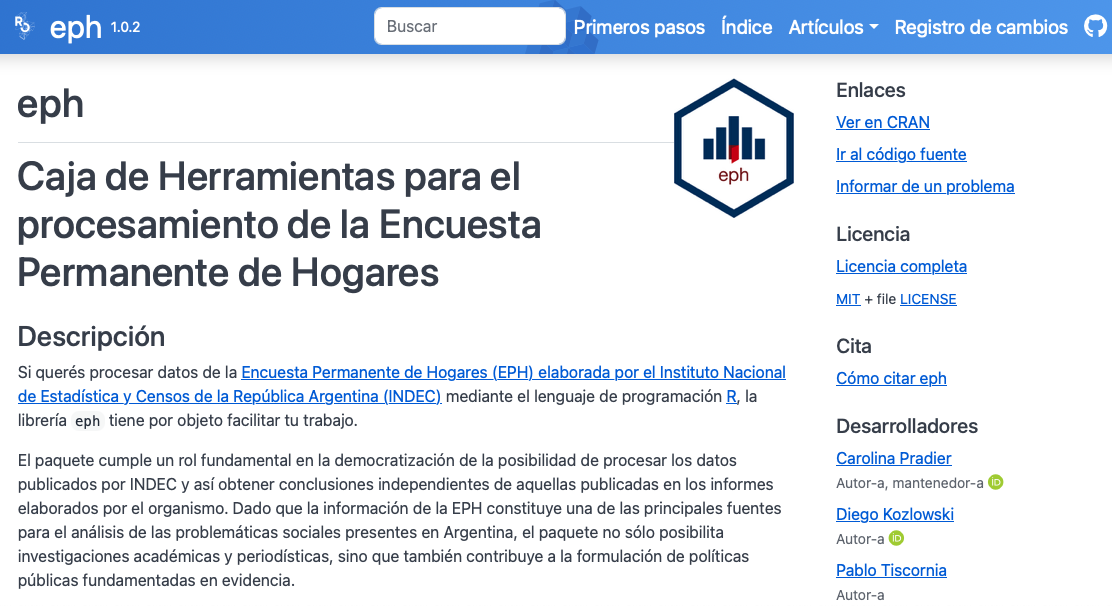 eph 1.0.2
Buscar
Primeros pasos
Índice
Artículos
Registro de cambios
eph
eph
Caja de Herramientas para el
procesamiento de la Encuesta
Permanente de Hogares
Descripción
Si querés procesar datos de la Encuesta Permanente de Hogares (EPH) elaborada por el Instituto Nacional
de Estadística y Censos de la República Argentina (INDEC) mediante el lenguaje de programación R, la
librería eph tiene por objeto facilitar tu trabajo.
El paquete cumple un rol fundamental en la democratización de la posibilidad de procesar los datos
publicados por INDEC y así obtener conclusiones independientes de aquellas publicadas en los informes
elaborados por el organismo. Dado que la información de la EPH constituye una de las principales fuentes
para el análisis de las problemáticas sociales presentes en Argentina, el paquete no sólo posibilita
investigaciones académicas y periodísticas, sino que también contribuye a la formulación de políticas
públicas fundamentadas en evidencia.
Enlaces
Ver en CRAN
Ir al código fuente
Informar de un problema
Licencia
Licencia completa
MIT + file LICENSE
Cita
Cómo citar eph
Desarrolladores
Carolina Pradier
Autor-a, mantenedor-a iD
Diego Kozlowski
Autor-a iD
Pablo Tiscornia
Autor-a